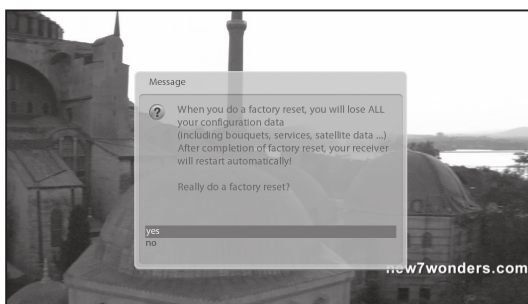 Message
When you do a factory reset, you will lose ALL
your configuration data
(including bouquets, services, satellite data ...)
After completion of factory reset, your receiver
will restart automatically!
Really do a factory reset?
yes
no
new7wonders.com